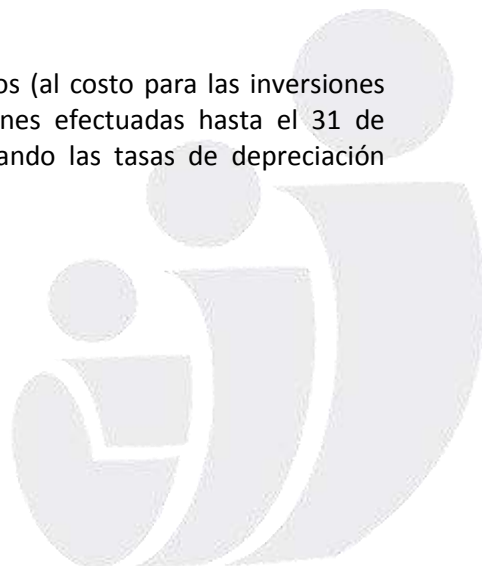 os (al costo para las inversiones
nes efectuadas hasta el 31 de
ando las tasas de depreciación